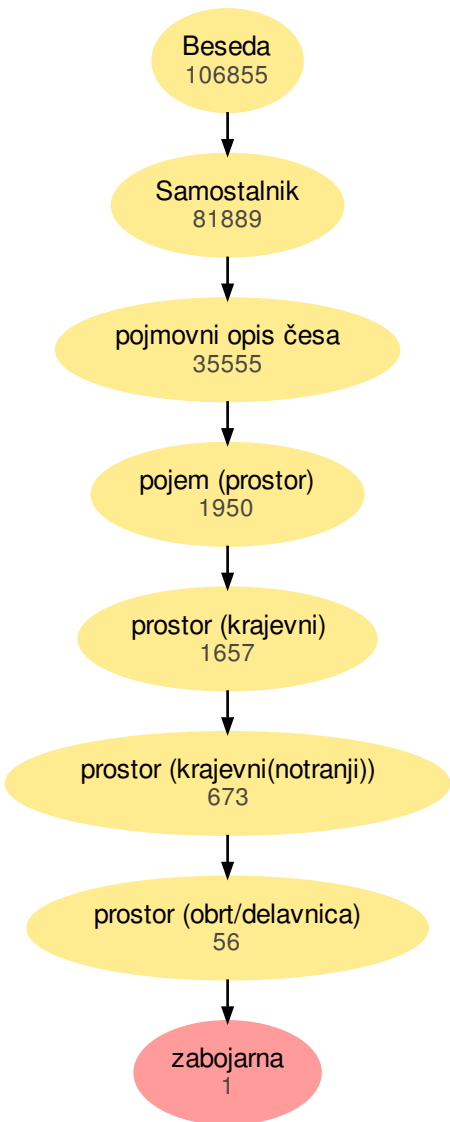 Beseda
106855
Samostalnik
81889
pojmovni opis česa
35555
pojem (prostor)
1950
prostor (krajevni)
1657
prostor (krajevni(notranji))
673
prostor (obrt/delavnica)
56
zabojarna
1